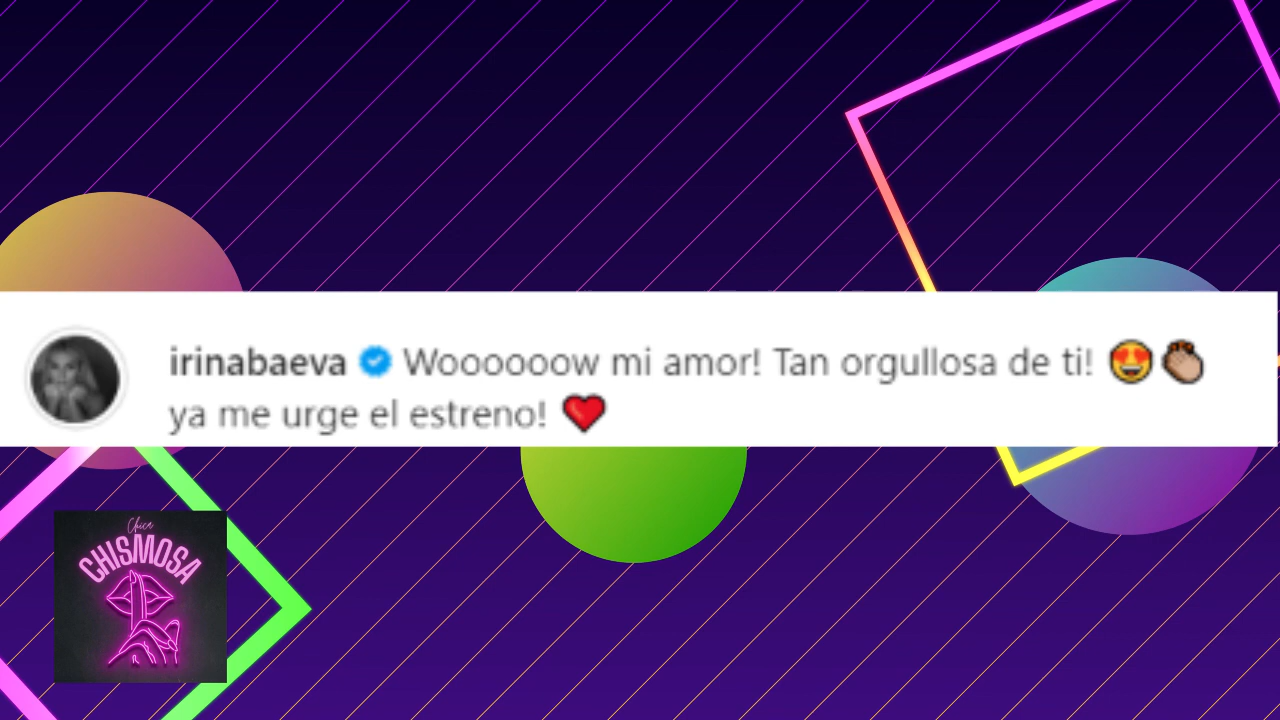 irinabaeva Woooooow mi amor! Tan orgullosa de ti! 😍👏🏼
ya me urge el estreno! ❤️
Chica
CHISMOSA